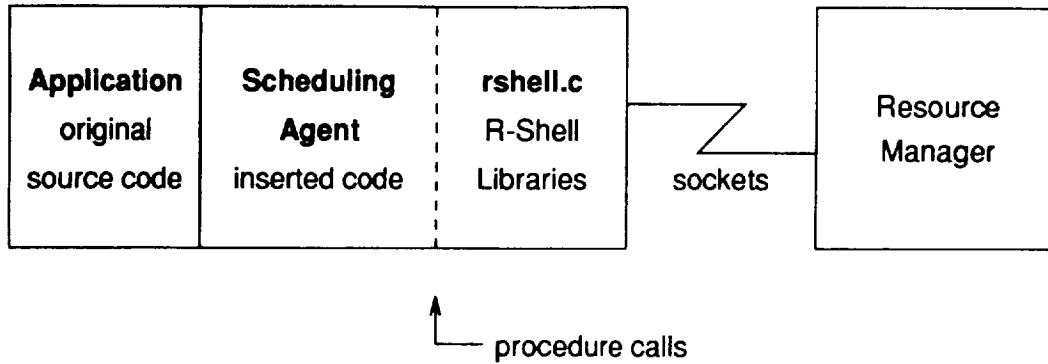 Application
original
source code
Scheduling
Agent
inserted code
rshell.c
R-Shell
Libraries
sockets
Resource
Manager
procedure calls